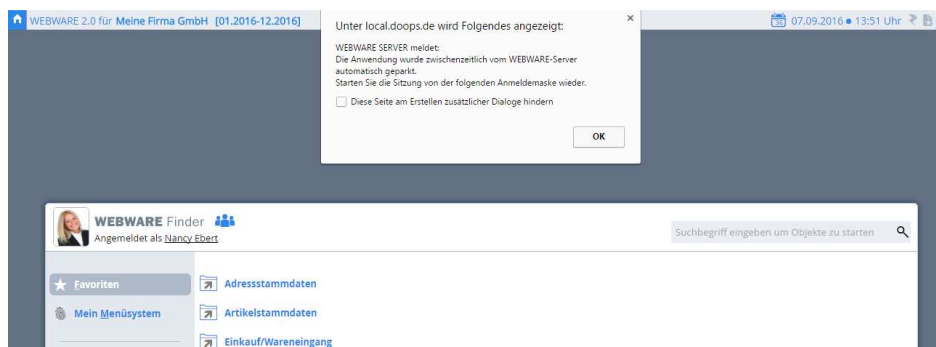 WEBWARE 2.0 für Meine Firma GmbH [01.2016-12.2016]
36 07.09.2016 • 13:51 Uhr
Unter local.doops.de wird Folgendes angezeigt:
WEBWARE SERVER meldet:
Die Anwendung wurde zwischenzeitlich vom WEBWARE-Server
automatisch geparkt.
Starten Sie die Sitzung von der folgenden Anmeldemaske wieder.
Diese Seite am Erstellen zusätzlicher Dialoge hindern
OK
WEBWARE Finder
Angemeldet als Nancy Ebert
Suchbegriff eingeben um Objekte zu starten
Favoriten
Mein Menüsystem
Adressstammdaten
Artikelstammdaten
Einkauf/Wareneingang